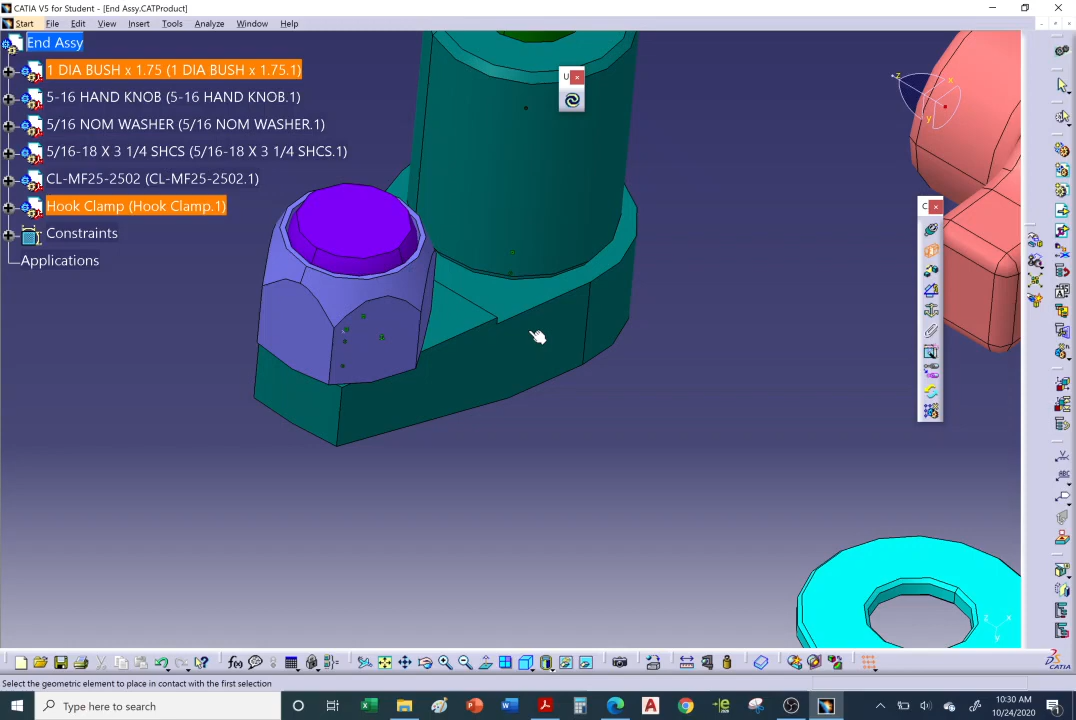 CATIA V5 for Student - [End Assy.CATProduct]
Start File Edit View Insert Tools Analyze Window Help
End Assy
1 DIA BUSH x 1.75 (1 DIA BUSH x 1.75.1)
5-16 HAND KNOB (5-16 HAND KNOB.1)
5/16 NOM WASHER (5/16 NOM WASHER.1)
5/16-18 X 3 1/4 SHCS (5/16-18 X 3 1/4 SHCS.1)
CL-MF25-2502 (CL-MF25-2502.1)
Hook Clamp (Hook Clamp.1)
Constraints
Applications
U
z x
y
C
z x
y
Select the geometric element to place in contact with the first selection
CATIA
Type here to search
10:30 AM
10/24/2020